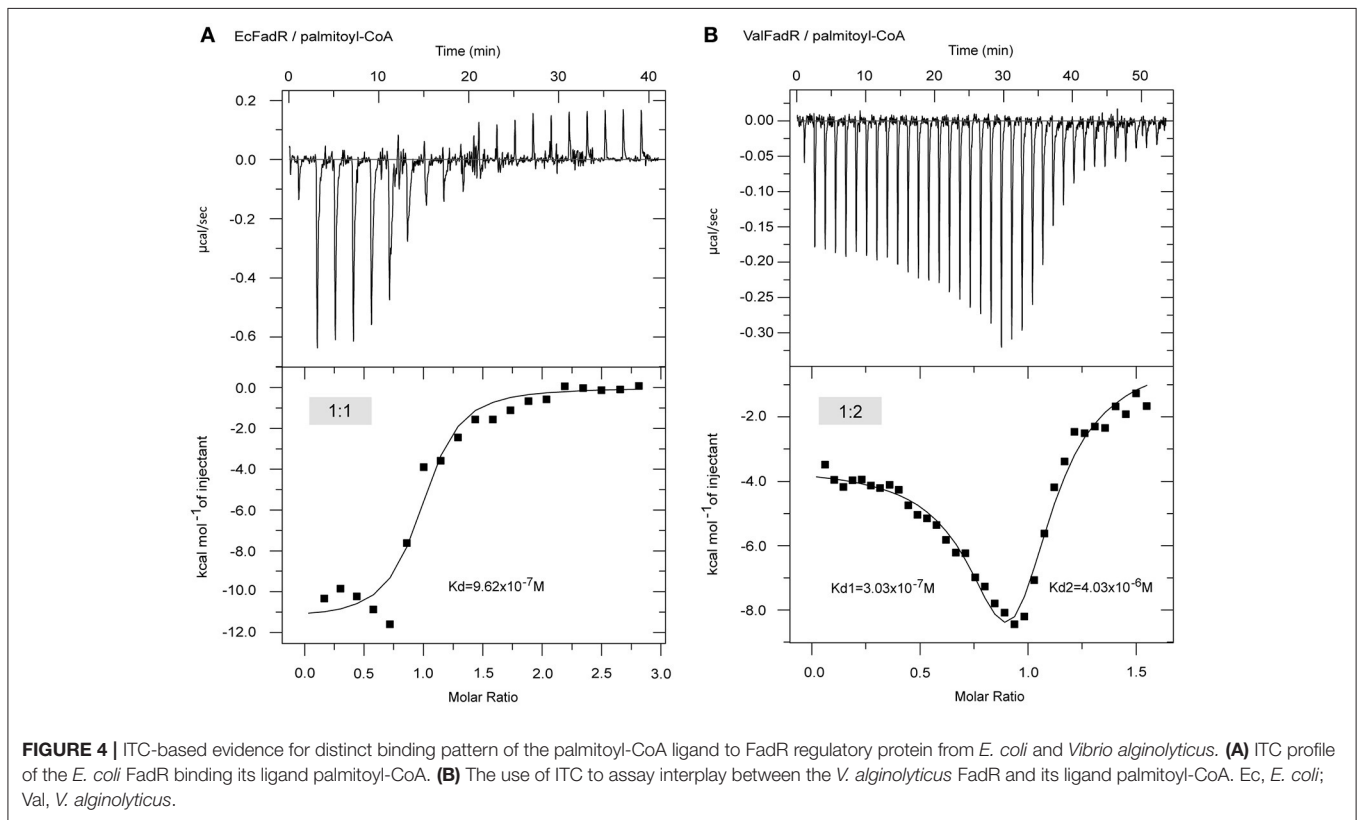 A EcFadR / palmitoyl-CoA
Time (min)
0 10 20 30 40
0.2
0.0
-0.2
-0.4
-0.6
µcal/sec
0.0
-2.0
-4.0
-6.0
-8.0
-10.0
-12.0
kcal mol⁻¹of injectant
1:1
Kd=9.62x10⁻⁷M
0.0 0.5 1.0 1.5 2.0 2.5 3.0
Molar Ratio
B ValFadR / palmitoyl-CoA
Time (min)
0 10 20 30 40 50
0.00
-0.05
-0.10
-0.15
-0.20
-0.25
-0.30
µcal/sec
-2.0
-4.0
-6.0
-8.0
kcal mol⁻¹of injectant
1:2
Kd1=3.03x10⁻⁷M Kd2=4.03x10⁻⁶M
0.0 0.5 1.0 1.5
Molar Ratio
FIGURE 4 | ITC-based evidence for distinct binding pattern of the palmitoyl-CoA ligand to FadR regulatory protein from E. coli and Vibrio alginolyticus. (A) ITC profile
of the E. coli FadR binding its ligand palmitoyl-CoA. (B) The use of ITC to assay interplay between the V. alginolyticus FadR and its ligand palmitoyl-CoA. Ec, E. coli;
Val, V. alginolyticus.